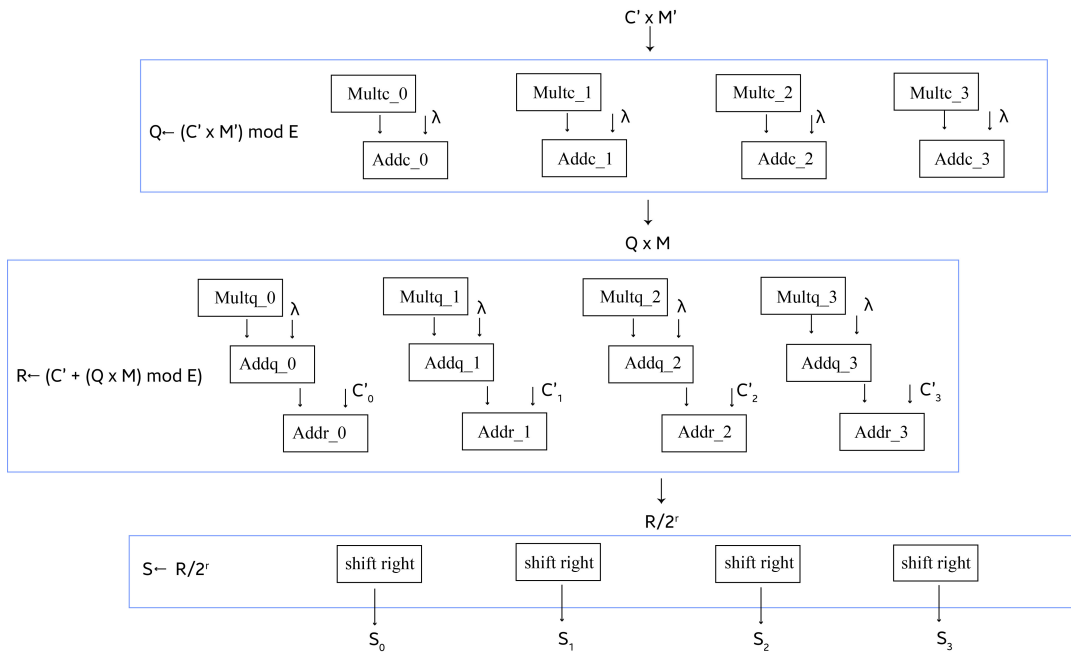 C' x M'
Multc_0 Multc_1 Multc_2 Multc_3
λ λ λ λ
Q← (C' x M') mod E
Addc_0 Addc_1 Addc_2 Addc_3
Q x M
Multq_0 Multq_1 Multq_2 Multq_3
λ λ λ λ
Addq_0 Addq_1 Addq_2 Addq_3
R← (C' + (Q x M) mod E)
C'₀ C'₁ C'₂ C'₃
Addr_0 Addr_1 Addr_2 Addr_3
R/2ʳ
S← R/2ʳ
shift right shift right shift right shift right
S₀ S₁ S₂ S₃